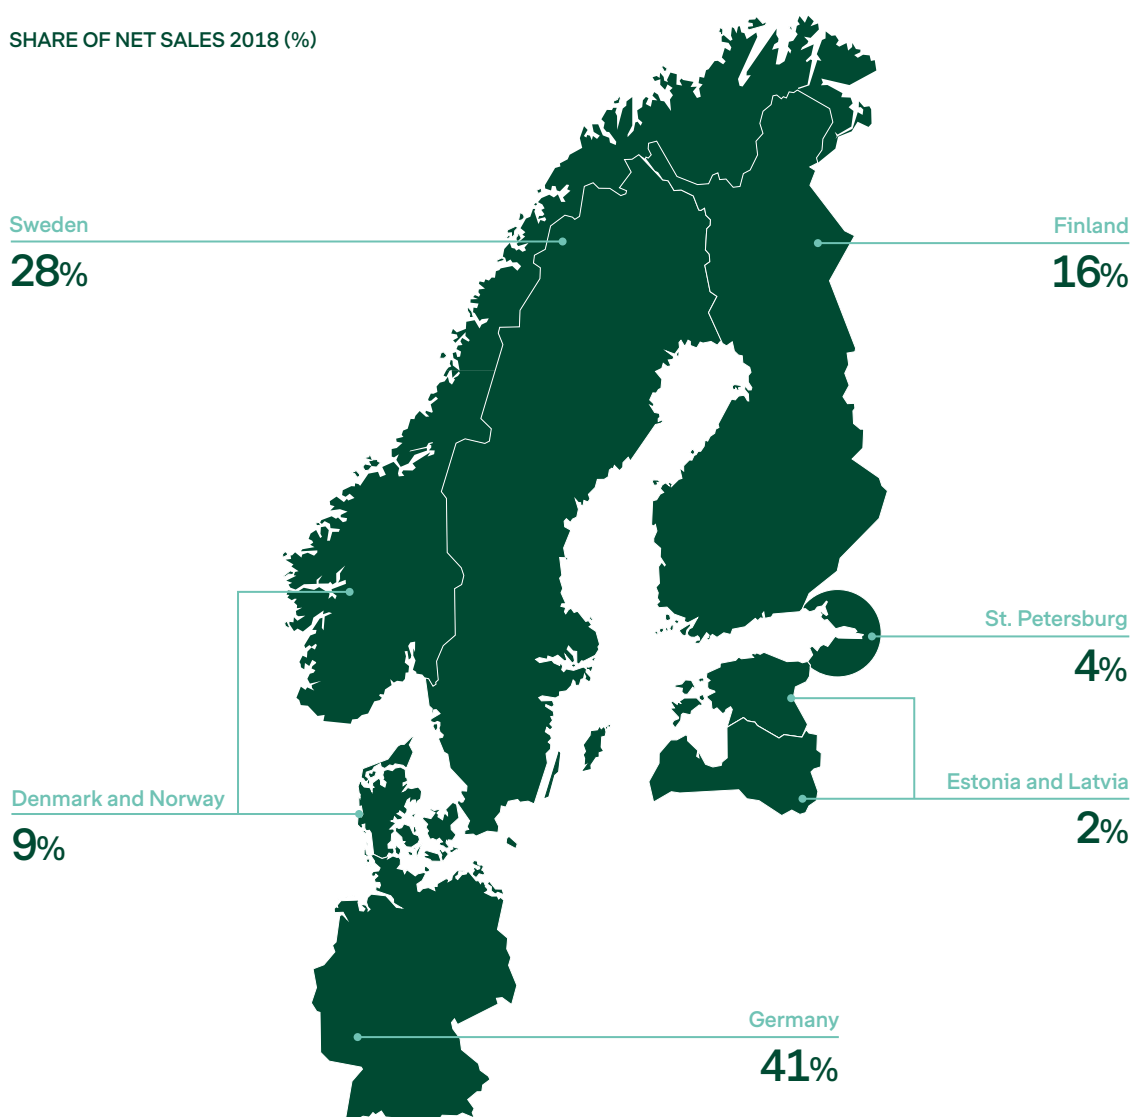 SHARE OF NET SALES 2018 (%)
Sweden
28%
Finland
16%
St. Petersburg
4%
Estonia and Latvia
2%
Denmark and Norway
9%
Germany
41%